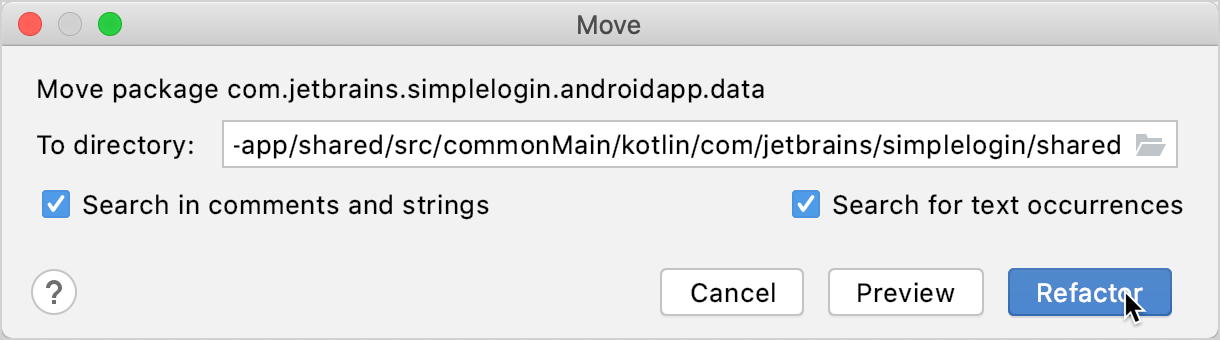 Move
Move package com.jetbrains.simplelogin.androidapp.data
To directory: -app/shared/src/commonMain/kotlin/com/jetbrains/simplelogin/shared
Search in comments and strings Search for text occurrences
? Cancel Preview Refactor